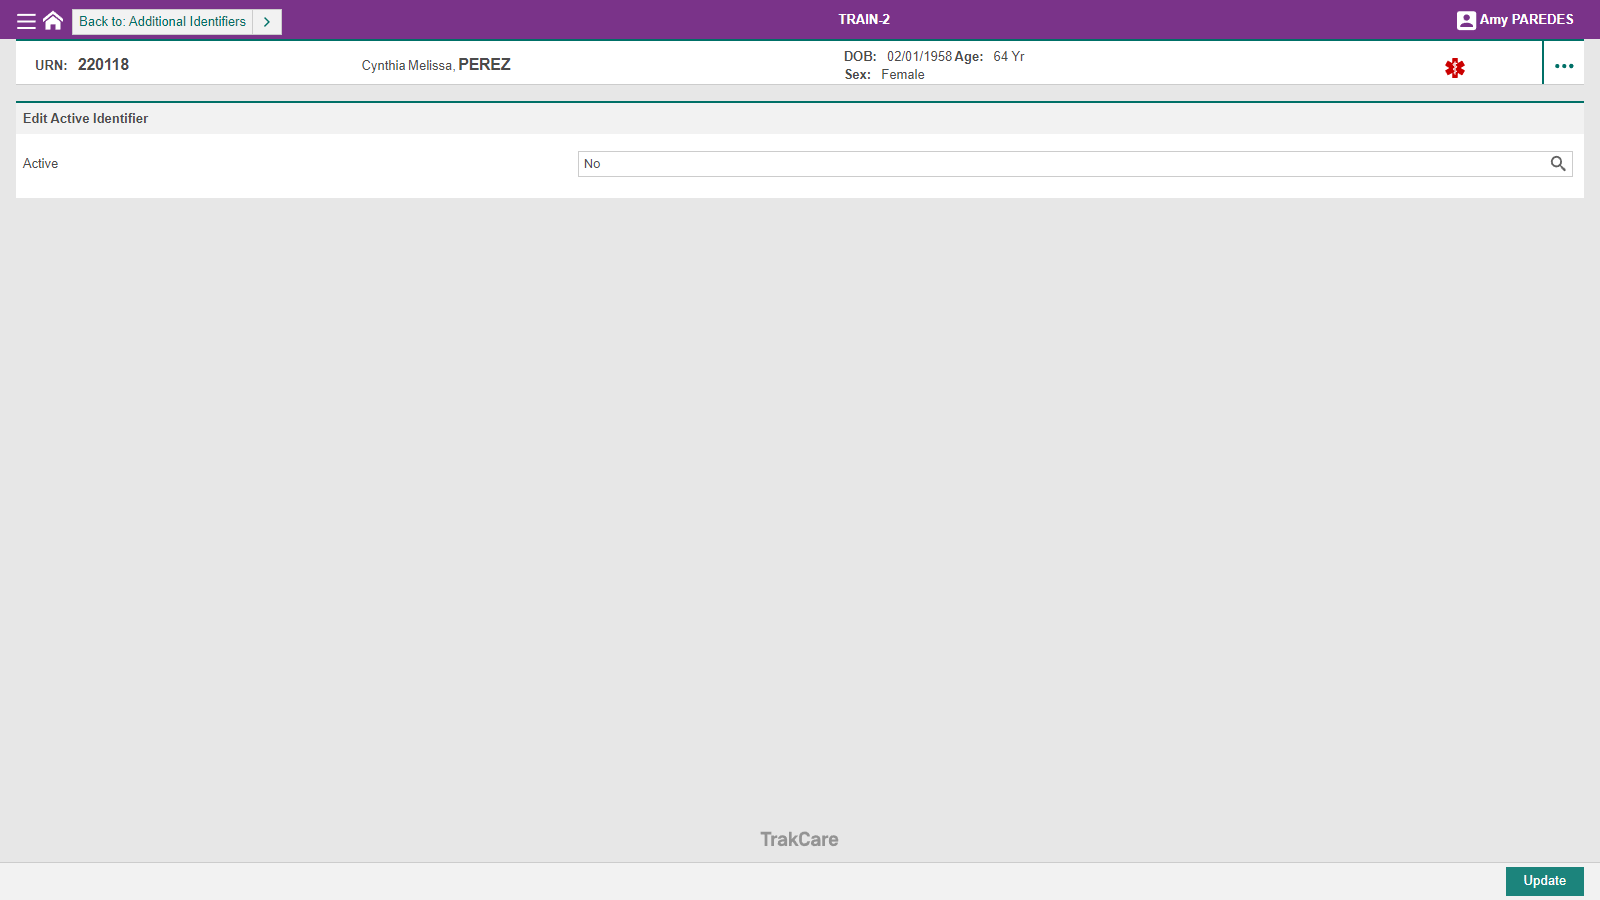 Back to: Additional Identifiers
TRAIN-2
Amy PAREDES
URN: 220118
Cynthia Melissa, PEREZ
DOB: 02/01/1958 Age: 64 Yr
Sex: Female
Edit Active Identifier
Active
No
TrakCare
Update